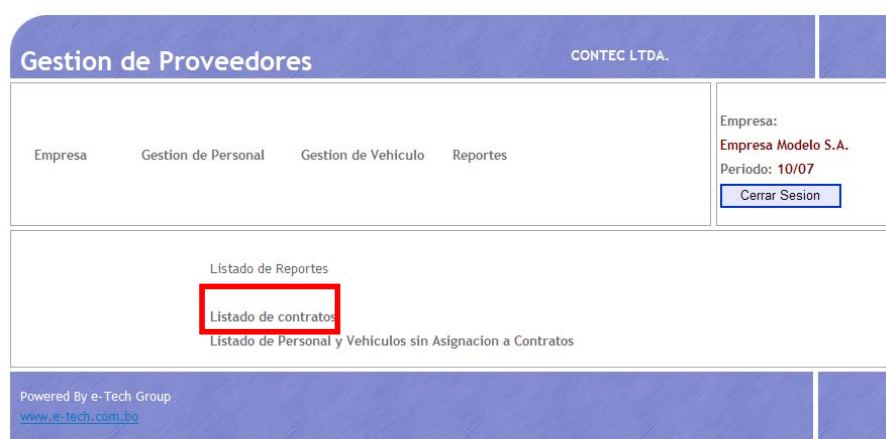 Gestion de Proveedores
CONTEC LTDA.
Empresa
Gestion de Personal
Gestion de Vehiculo
Reportes
Empresa:
Empresa Modelo S.A.
Periodo: 10/07
Cerrar Sesion
Listado de Reportes
Listado de contratos
Listado de Personal y Vehiculos sin Asignacion a Contratos
Powered By e-Tech Group
www.e-tech.com.bo